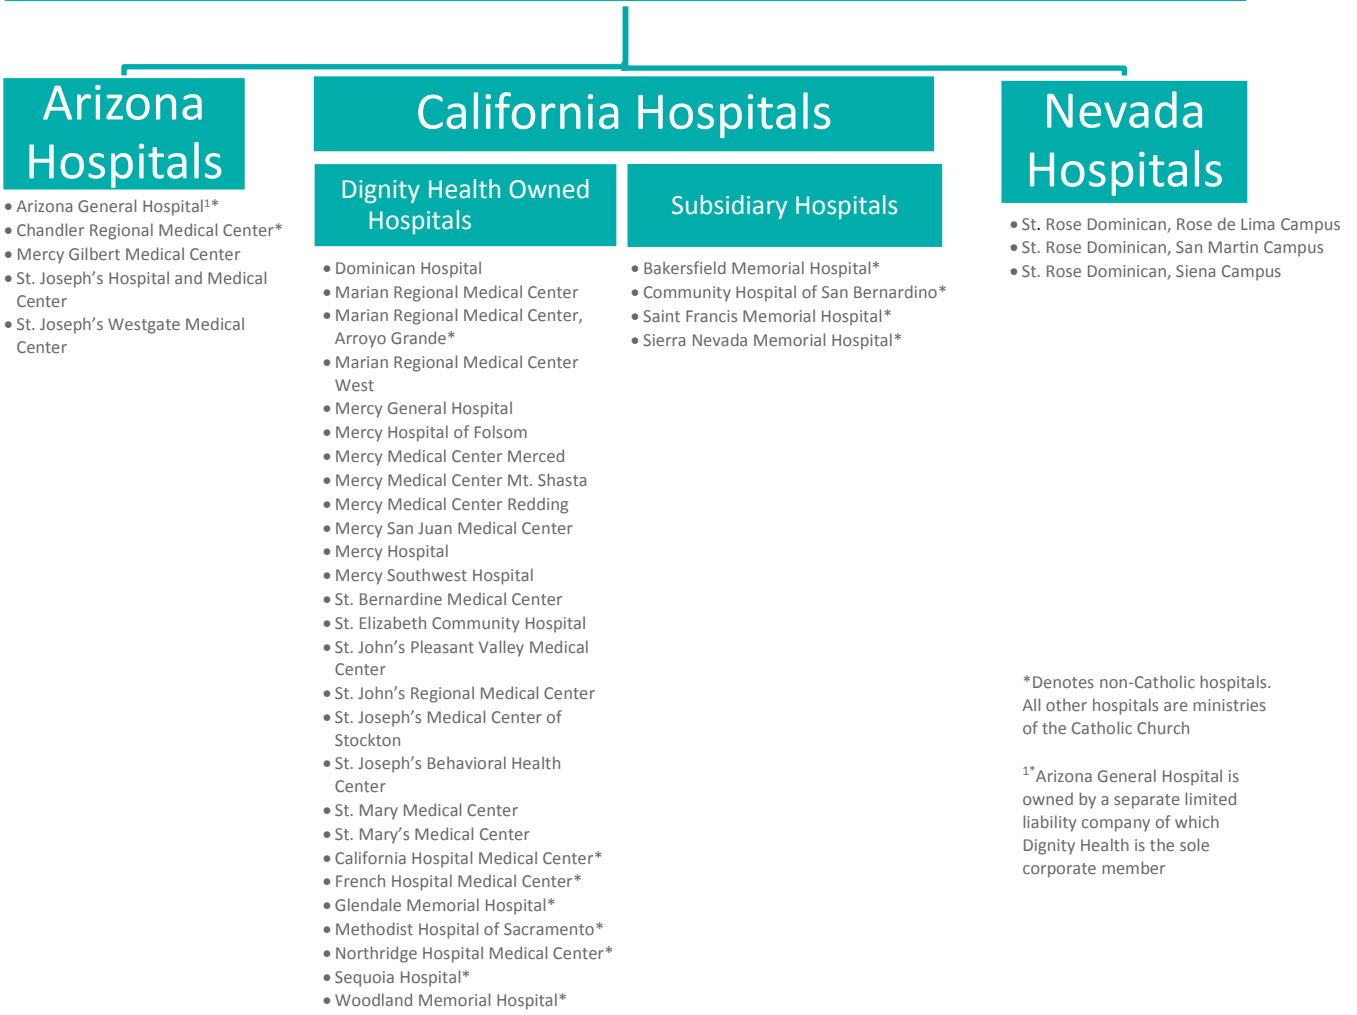 Arizona
Hospitals
• Arizona General Hospital¹*
• Chandler Regional Medical Center*
• Mercy Gilbert Medical Center
• St. Joseph’s Hospital and Medical
Center
• St. Joseph’s Westgate Medical
Center
California Hospitals
Dignity Health Owned
Hospitals
• Dominican Hospital
• Marian Regional Medical Center
• Marian Regional Medical Center,
Arroyo Grande*
• Marian Regional Medical Center
West
• Mercy General Hospital
• Mercy Hospital of Folsom
• Mercy Medical Center Merced
• Mercy Medical Center Mt. Shasta
• Mercy Medical Center Redding
• Mercy San Juan Medical Center
• Mercy Hospital
• Mercy Southwest Hospital
• St. Bernardine Medical Center
• St. Elizabeth Community Hospital
• St. John’s Pleasant Valley Medical
Center
• St. John’s Regional Medical Center
• St. Joseph’s Medical Center of
Stockton
• St. Joseph’s Behavioral Health
Center
• St. Mary Medical Center
• St. Mary’s Medical Center
• California Hospital Medical Center*
• French Hospital Medical Center*
• Glendale Memorial Hospital*
• Methodist Hospital of Sacramento*
• Northridge Hospital Medical Center*
• Sequoia Hospital*
• Woodland Memorial Hospital*
Subsidiary Hospitals
• Bakersfield Memorial Hospital*
• Community Hospital of San Bernardino*
• Saint Francis Memorial Hospital*
• Sierra Nevada Memorial Hospital*
Nevada
Hospitals
• St. Rose Dominican, Rose de Lima Campus
• St. Rose Dominican, San Martin Campus
• St. Rose Dominican, Siena Campus
*Denotes non-Catholic hospitals.
All other hospitals are ministries
of the Catholic Church
¹*Arizona General Hospital is
owned by a separate limited
liability company of which
Dignity Health is the sole
corporate member